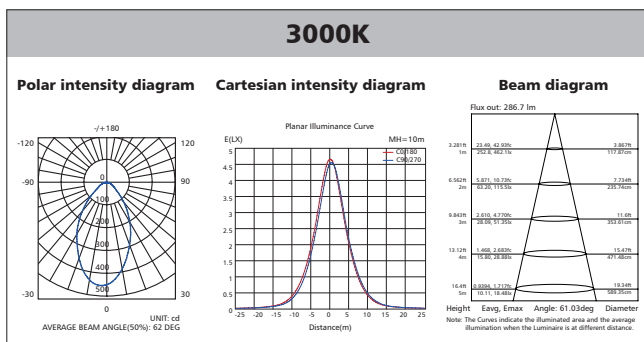 3000K
Polar intensity diagram
Cartesian intensity diagram
Beam diagram
-/+180
-120
120
-90
90
-30
30
0
0
100
200
300
400
500
UNIT: cd
AVERAGE BEAM ANGLE(50%): 62 DEG
Planar Illuminance Curve
E(LX)
MH=10m
C0/180
C90/270
5
4.5
4
3.5
3
2.5
2
1.5
1
0.5
0
-25 -20 -15 -10 -5 0 5 10 15 20 25
Distance(m)
Flux out: 286.7 lm
3.281ft 23.49, 42.93fc 3.867ft
1m 252.8, 462.1lx 117.87cm
6.562ft 5.871, 10.73fc 7.734ft
2m 63.20, 115.5lx 235.74cm
9.843ft 2.610, 4.770fc 11.6ft
3m 28.09, 51.35lx 353.61cm
13.12ft 1.468, 2.683fc 15.47ft
4m 15.80, 28.88lx 471.48cm
16.4ft 0.9394, 1.717fc 19.34ft
5m 10.11, 18.48lx 589.35cm
Height Eavg, Emax Angle: 61.03deg Diameter
Note: The Curves indicate the illuminated area and the average
illumination when the Luminaire is at different distance.